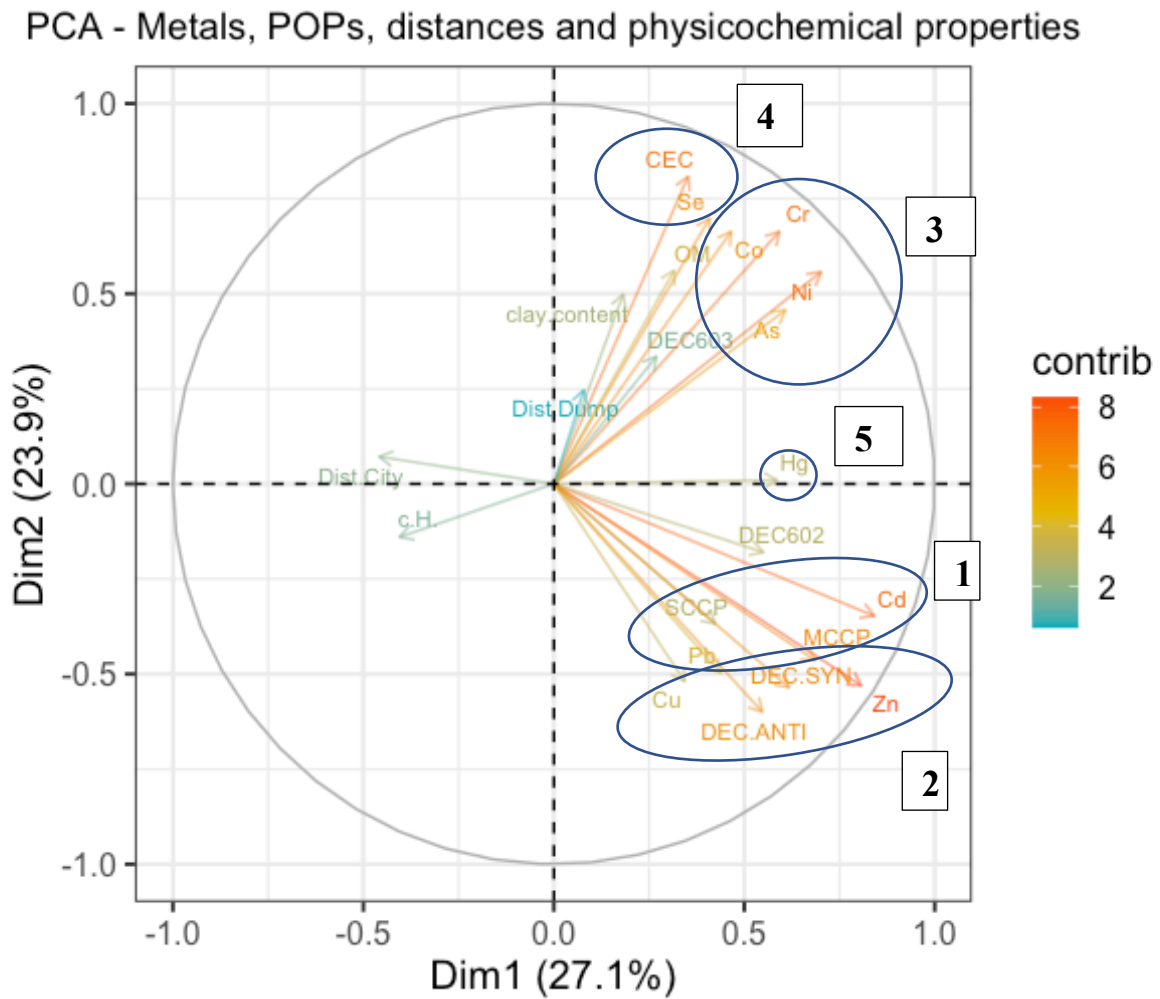 PCA - Metals, POPs, distances and physicochemical properties
1.0
0.5
0.0
-0.5
-1.0
Dim2 (23.9%)
4
CEC
Se
Cr
3
OM
Co
Ni
clay.content
As
DEC603
Dist.Dump
5
Hg
Dist.City
c.H.
DEC602
1
SCCP
Cd
MCCP
Pb
DEC.SYN
Cu
Zn
DEC.ANTI
2
-1.0 -0.5 0.0 0.5 1.0
Dim1 (27.1%)
contrib
8
6
4
2